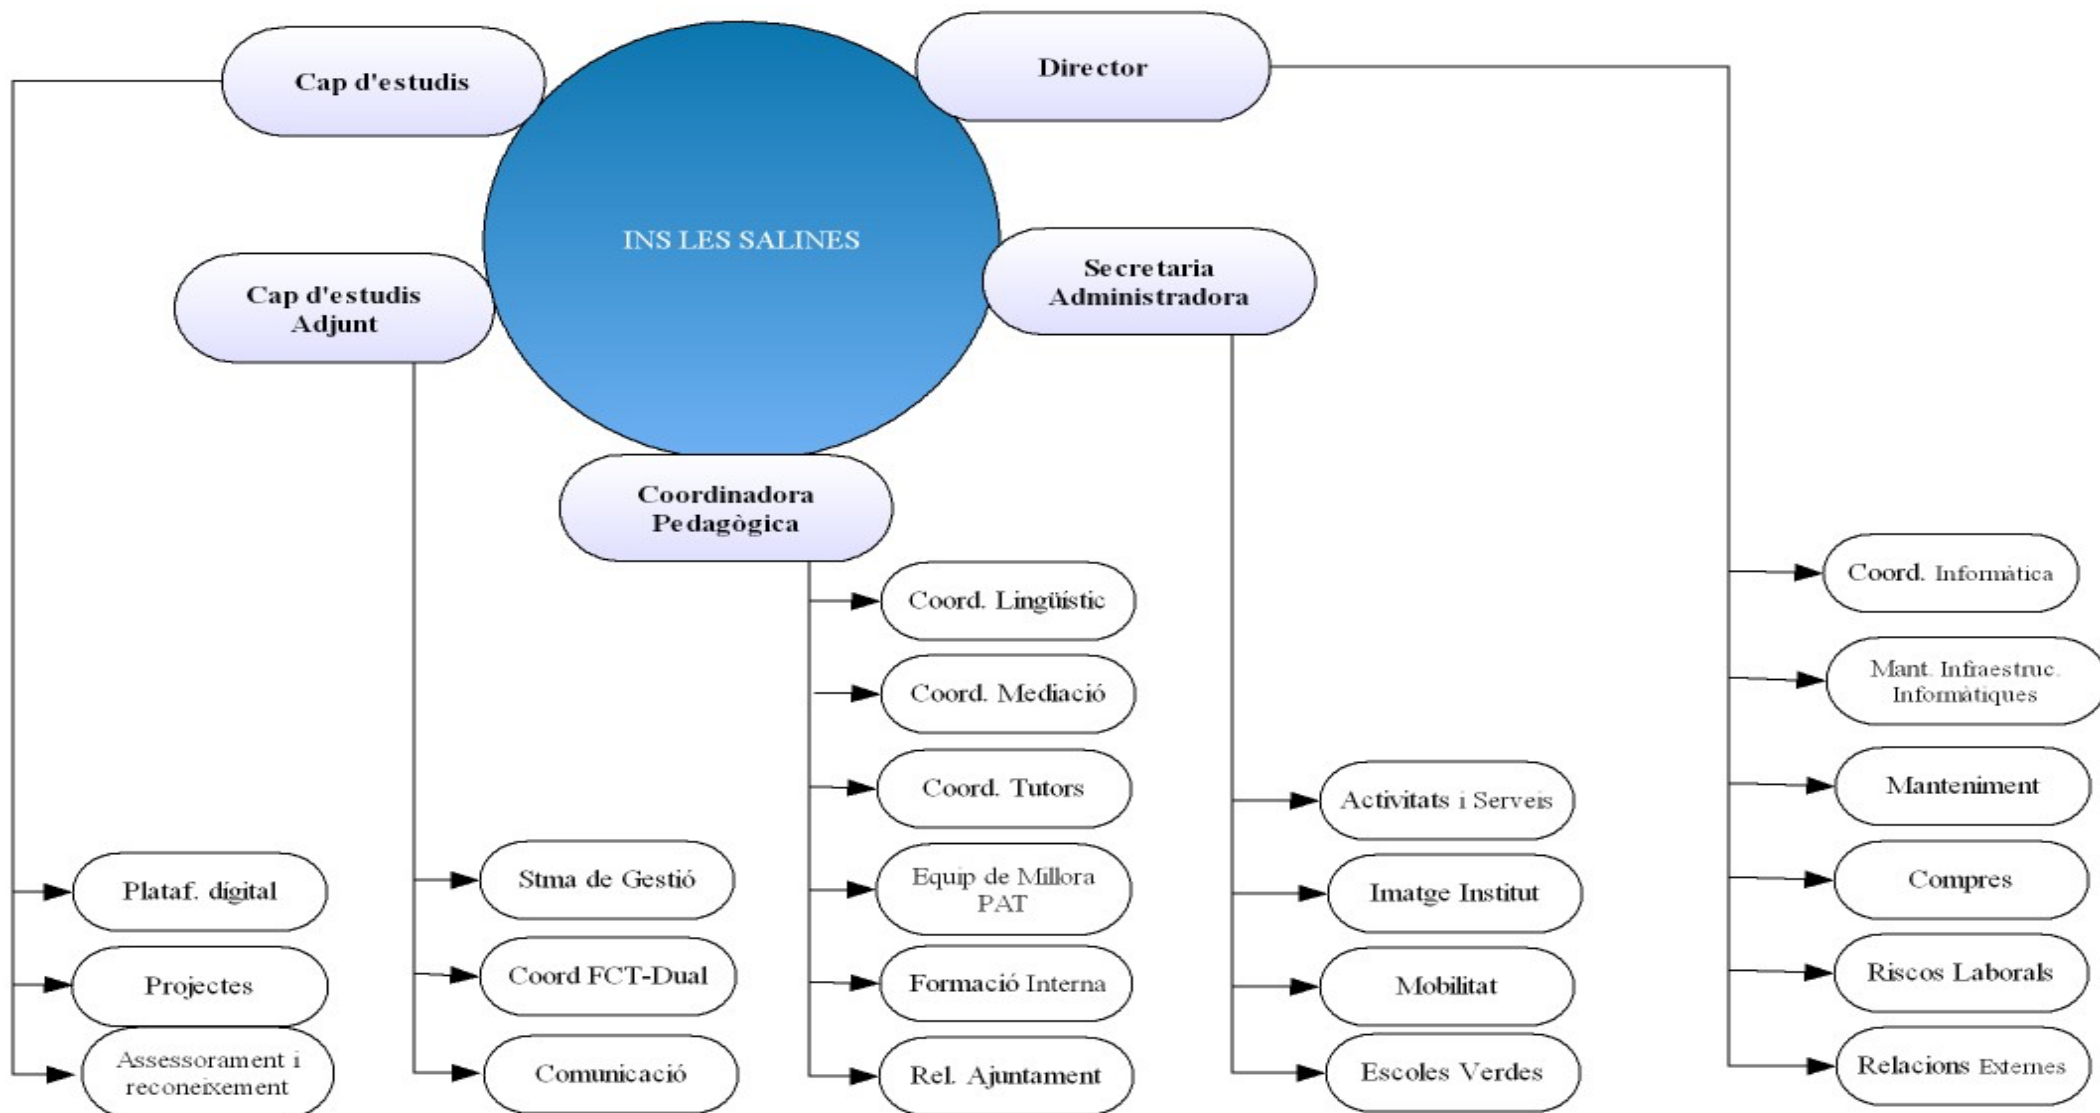 Cap d'estudis
Director
INS LES SALINES
Cap d'estudis
Adjunt
Secretaria
Administradora
Coordinadora
Pedagògica
Plataf. dígital
Projectes
Assessorament i
reconeixement
Stma de Gestió
Coord FCT-Dual
Comunicació
Coord. Lingüístic
Coord. Mediació
Coord. Tutors
Equip de Millora
PAT
Formació Interna
Rel. Ajuntament
Activitats i Serveis
Imatge Institut
Mobilitat
Escoles Verdes
Coord. Informàtica
Mant. Infraestruc.
Informàtiques
Manteniment
Compres
Riscos Laborals
Relacions Externes